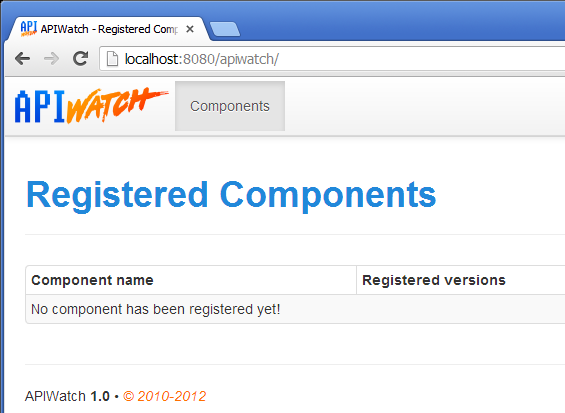 APIWatch - Registered Comp
localhost:8080/apiwatch/
APIWATCH Components
Registered Components
Component name Registered versions
No component has been registered yet!
APIWatch 1.0 • © 2010-2012